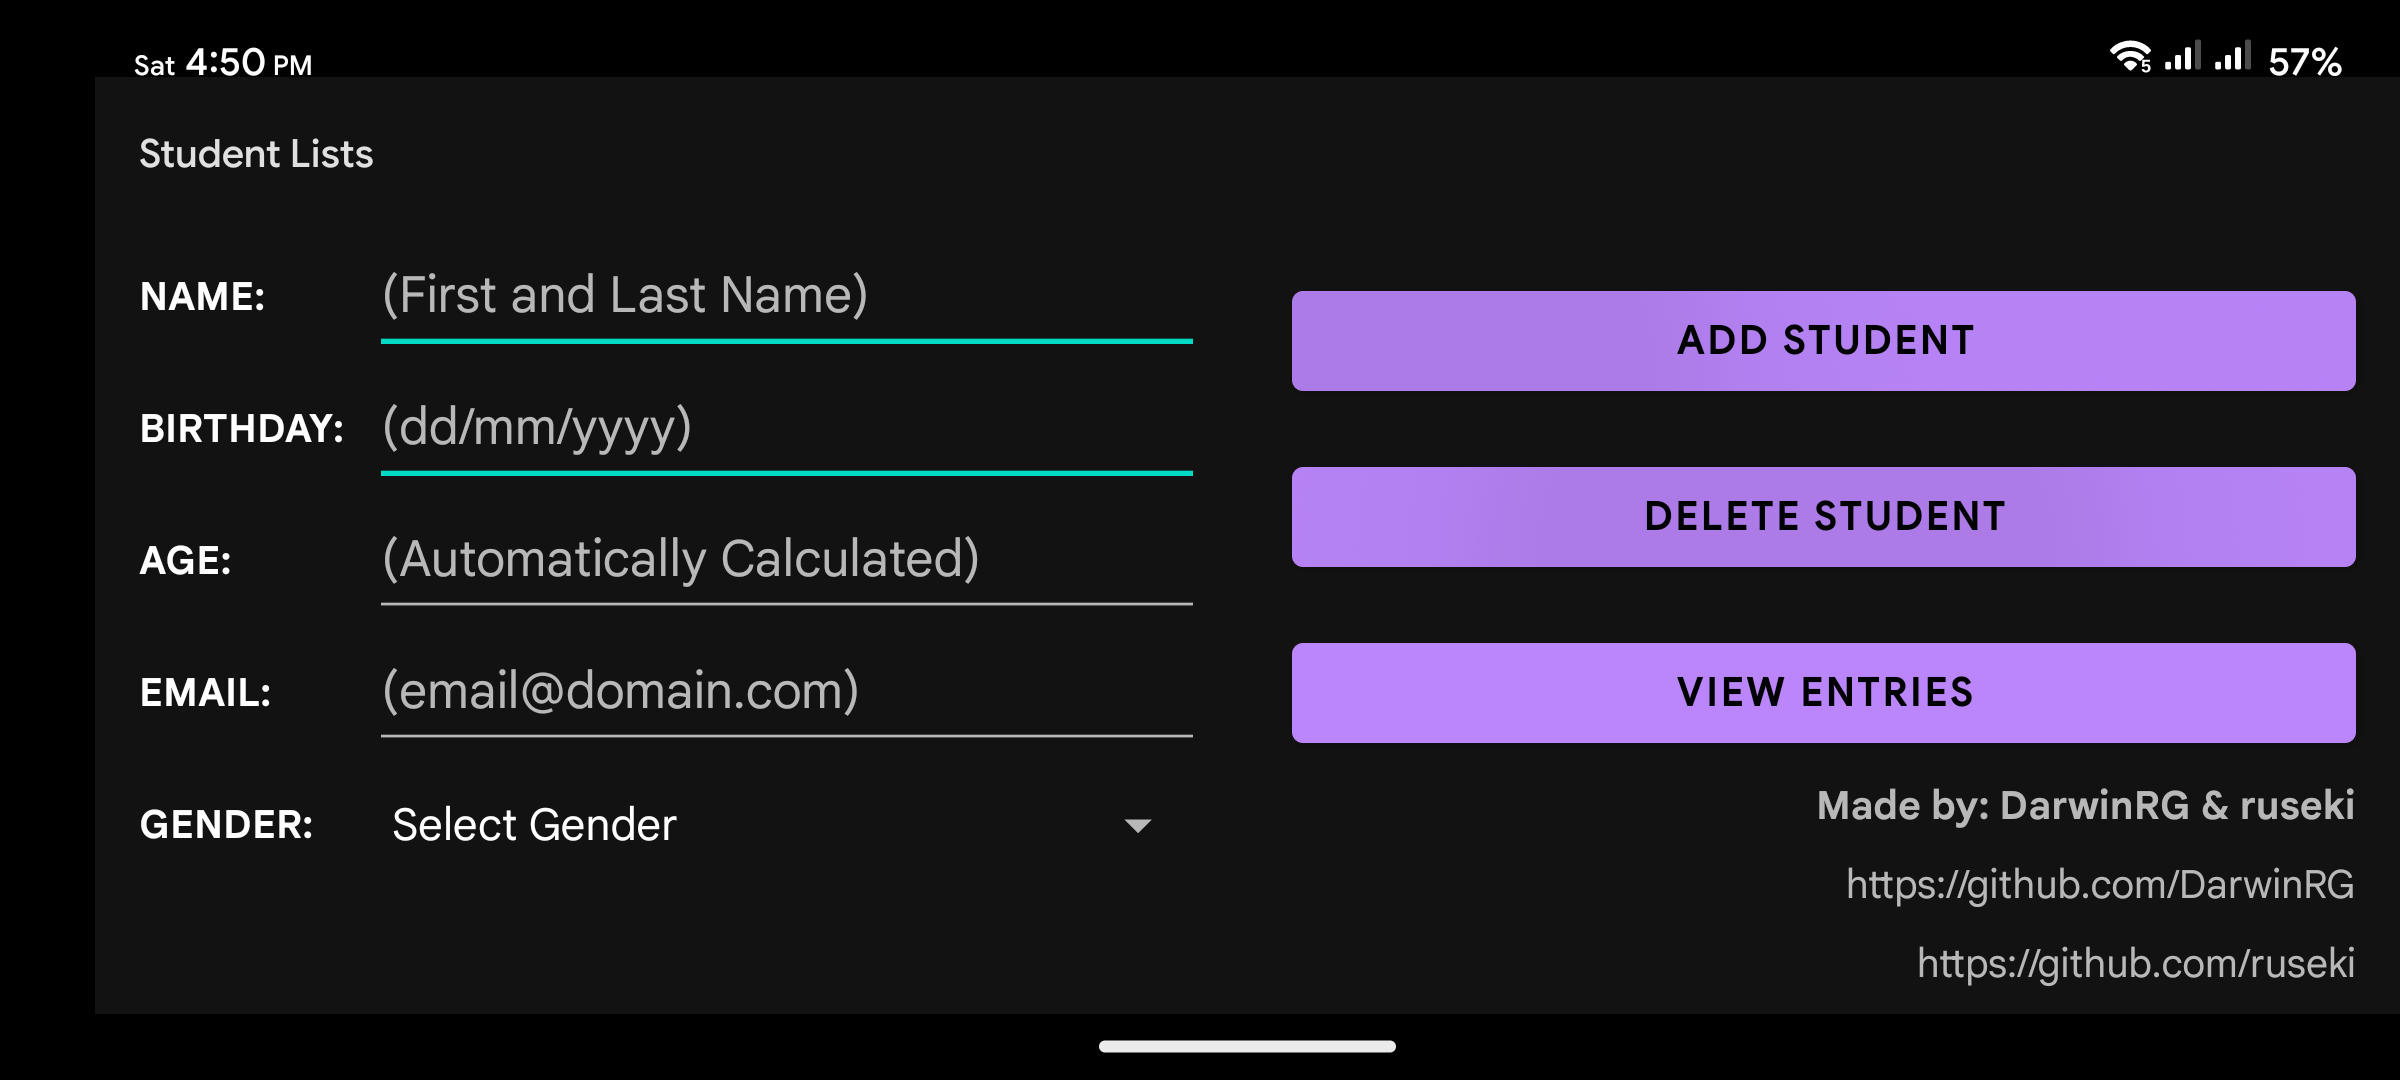 Sat 4:50 PM
57%
Student Lists
NAME: (First and Last Name)
BIRTHDAY: (dd/mm/yyyy)
AGE: (Automatically Calculated)
EMAIL: (email@domain.com)
GENDER: Select Gender
ADD STUDENT
DELETE STUDENT
VIEW ENTRIES
Made by: DarwinRG & ruseki
https://github.com/DarwinRG
https://github.com/ruseki